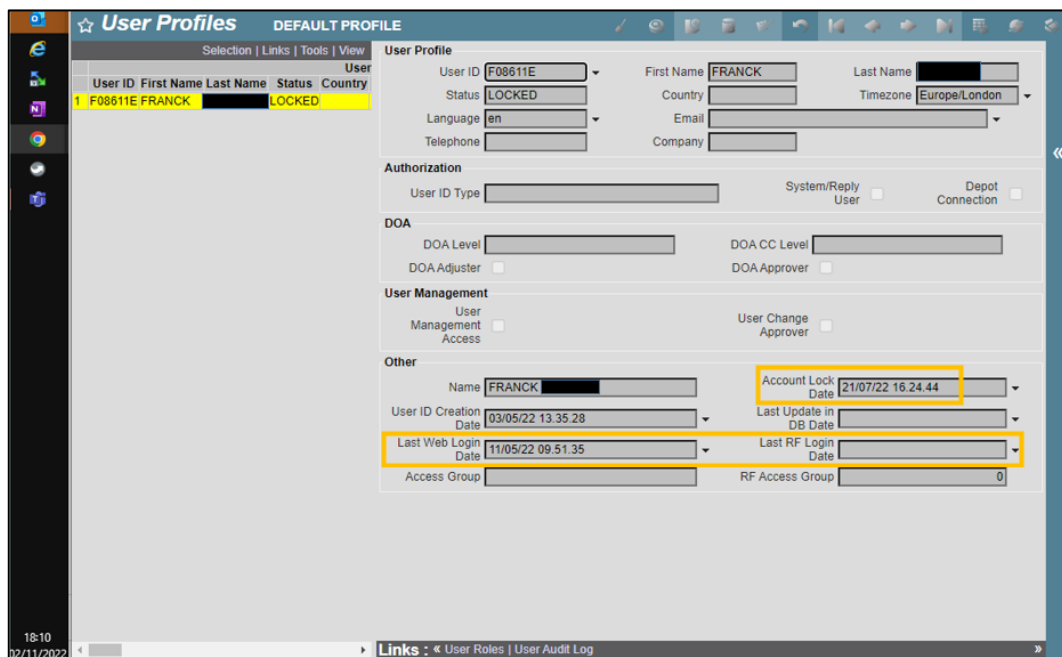 User Profiles DEFAULT PROFILE
Selection | Links | Tools | View
User
User ID First Name Last Name Status Country
1 F08611E FRANCK LOCKED
User Profile
User ID F08611E First Name FRANCK Last Name
Status LOCKED Country Timezone Europe/London
Language en Email
Telephone Company
Authorization
User ID Type System/Reply User Depot Connection
DOA
DOA Level DOA CC Level
DOA Adjuster DOA Approver
User Management
User Management Access User Change Approver
Other
Name FRANCK Account Lock Date 21/07/22 16.24.44
User ID Creation Date 03/05/22 13.35.28 Last Update in DB Date
Last Web Login Date 11/05/22 09.51.35 Last RF Login Date
Access Group RF Access Group 0
18:10
02/11/2022
Links : « User Roles | User Audit Log »